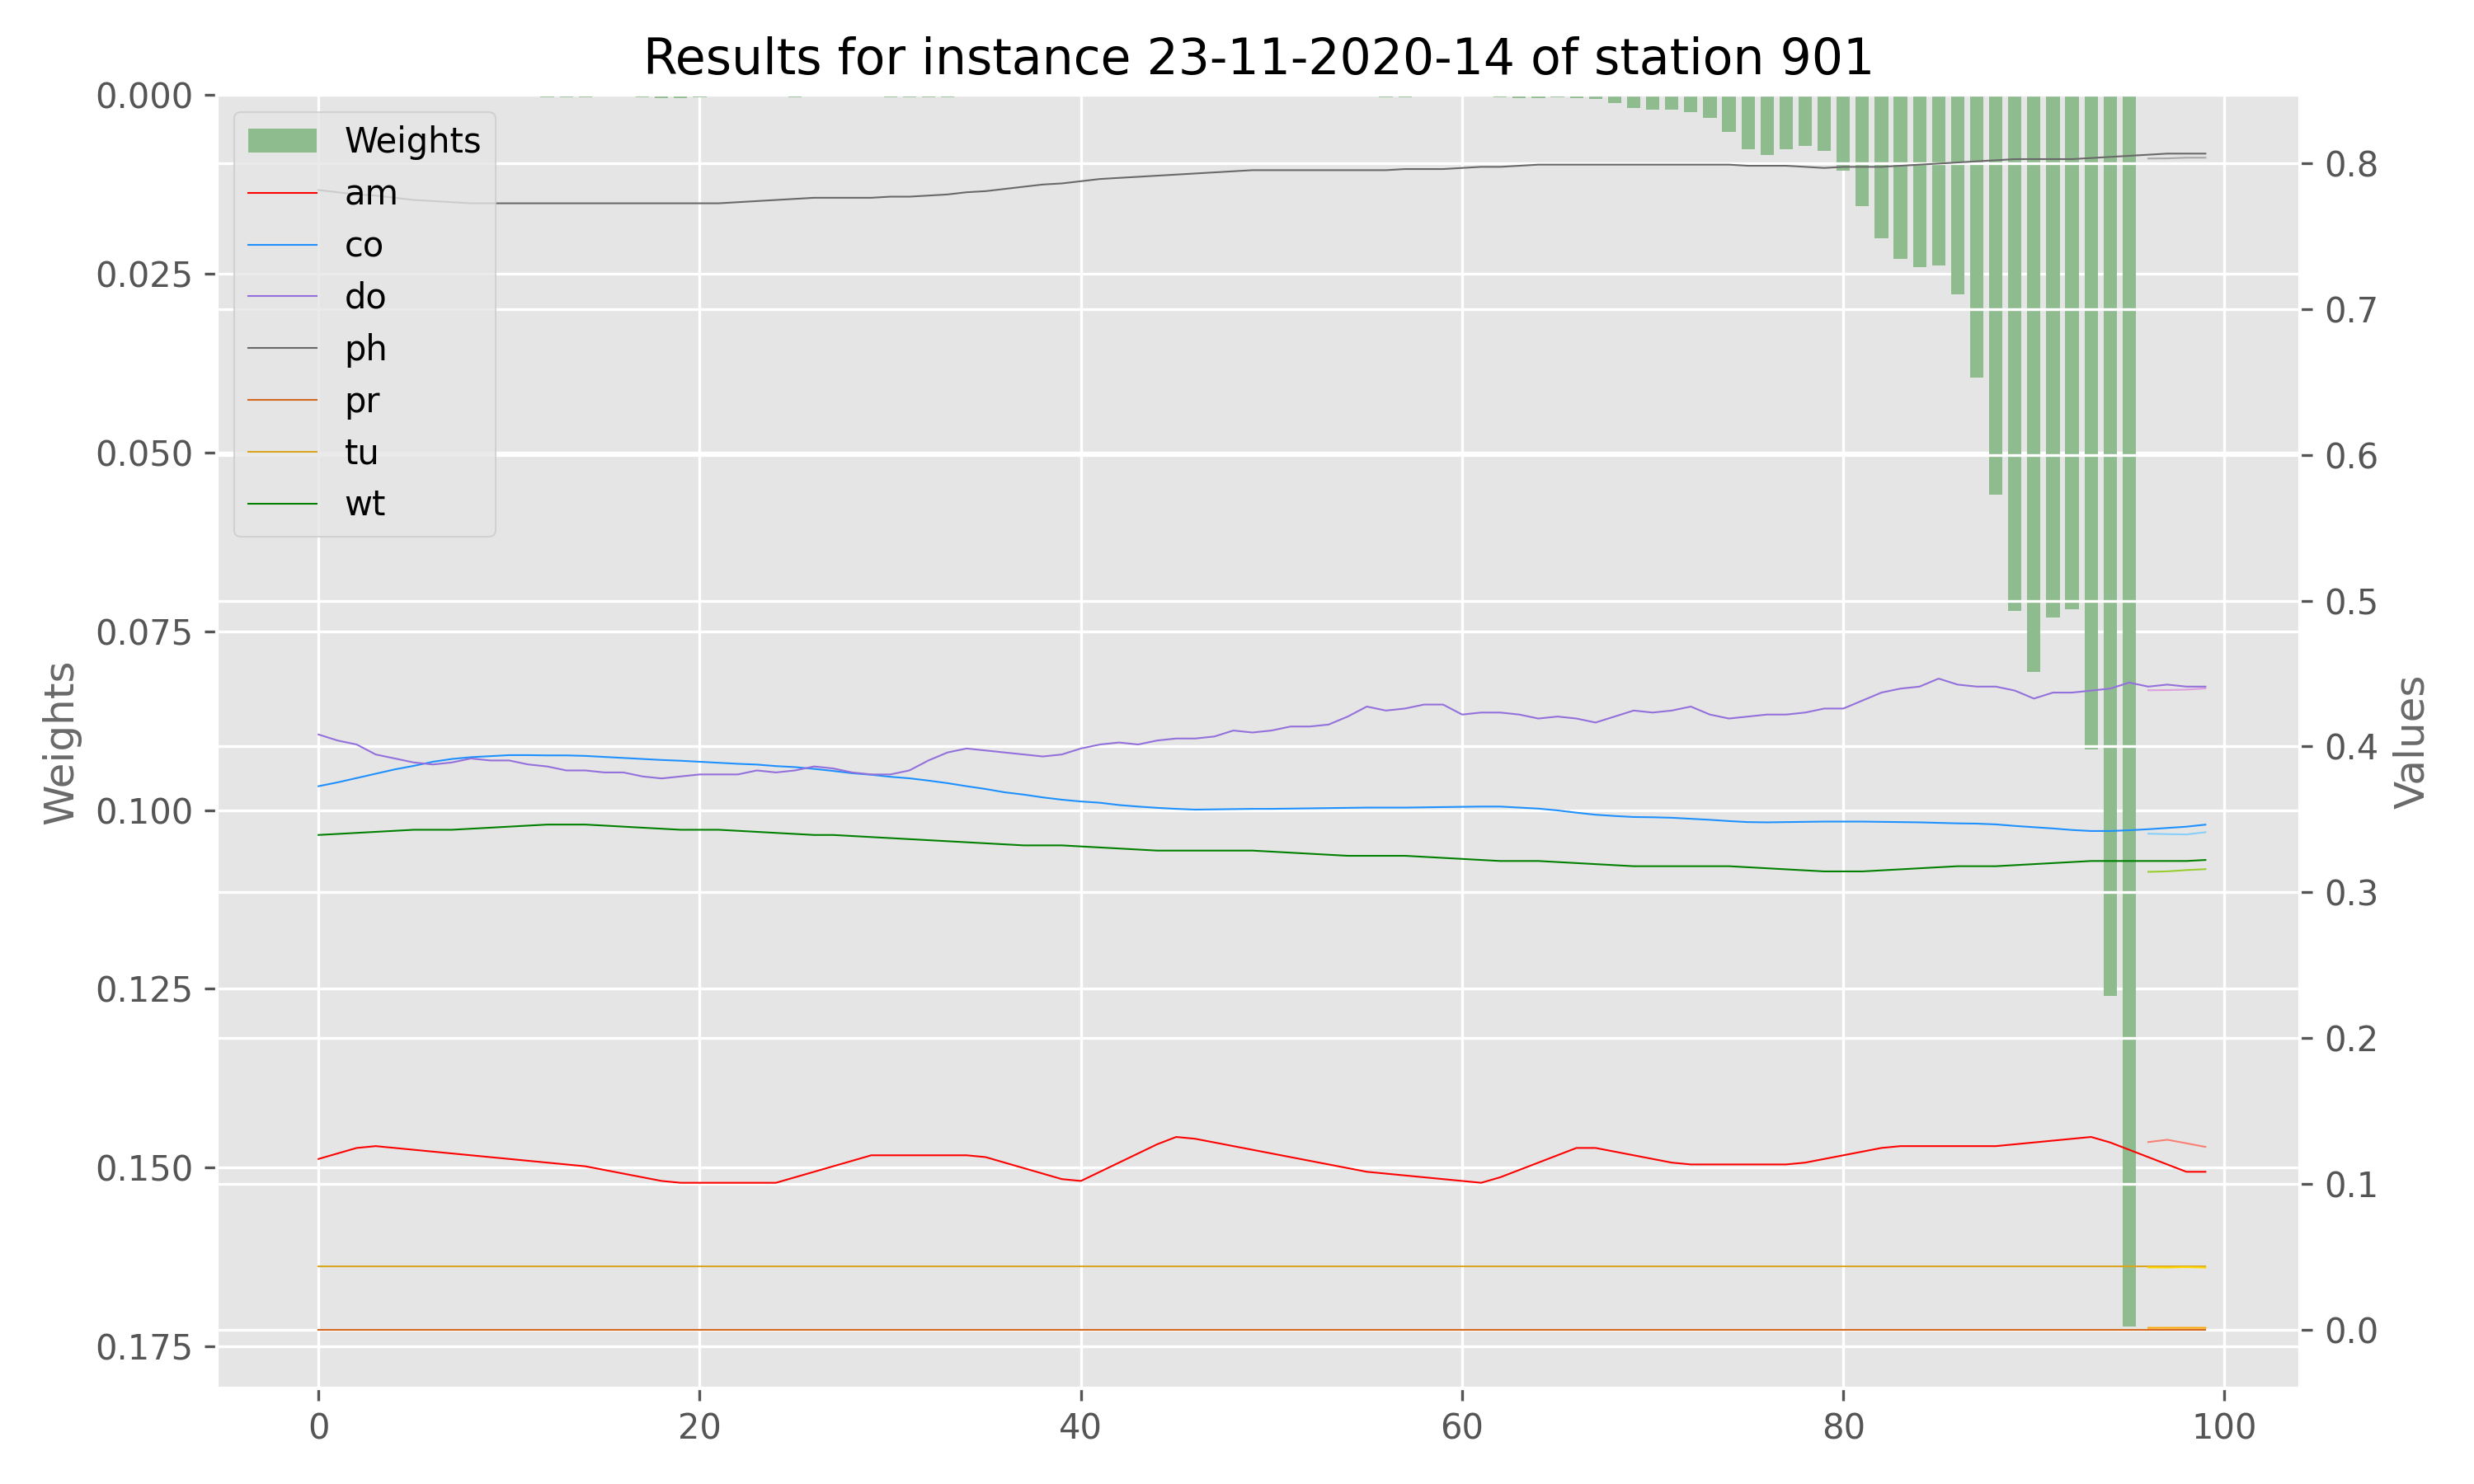 Results for instance 23-11-2020-14 of station 901
Weights
0.000
0.025
0.050
0.075
0.100
0.125
0.150
0.175
Weights
am
co
do
ph
pr
tu
wt
0.8
0.7
0.6
0.5
0.4
0.3
0.2
0.1
0.0
Values
0 20 40 60 80 100